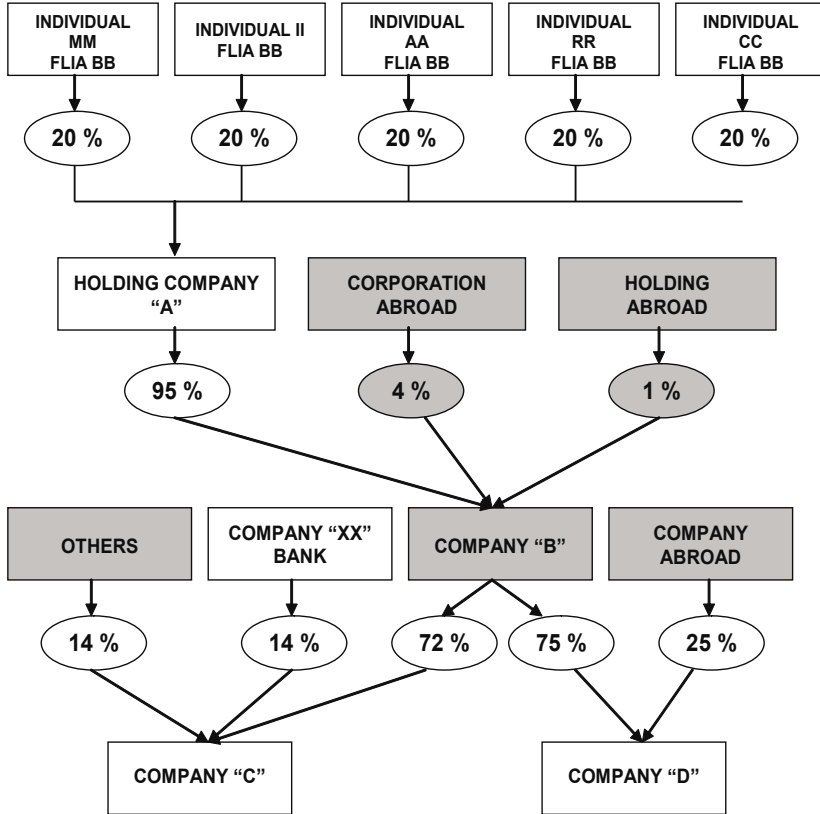 INDIVIDUAL
MM
FLIA BB
INDIVIDUAL II
FLIA BB
INDIVIDUAL
AA
FLIA BB
INDIVIDUAL
RR
FLIA BB
INDIVIDUAL
CC
FLIA BB
20 %
20 %
20 %
20 %
20 %
HOLDING COMPANY
“A”
CORPORATION
ABROAD
HOLDING
ABROAD
95 %
4 %
1 %
OTHERS
COMPANY “XX”
BANK
COMPANY “B”
COMPANY
ABROAD
14 %
14 %
72 %
75 %
25 %
COMPANY “C”
COMPANY “D”